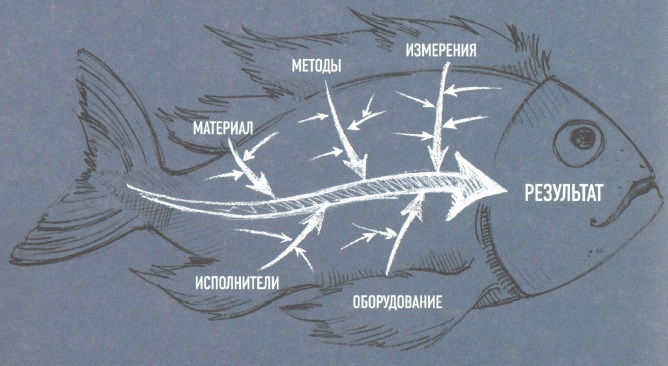 ИЗМЕРЕНИЯ
МЕТОДЫ
МАТЕРИАЛ
РЕЗУЛЬТАТ
ИСПОЛНИТЕЛИ
ОБОРУДОВАНИЕ